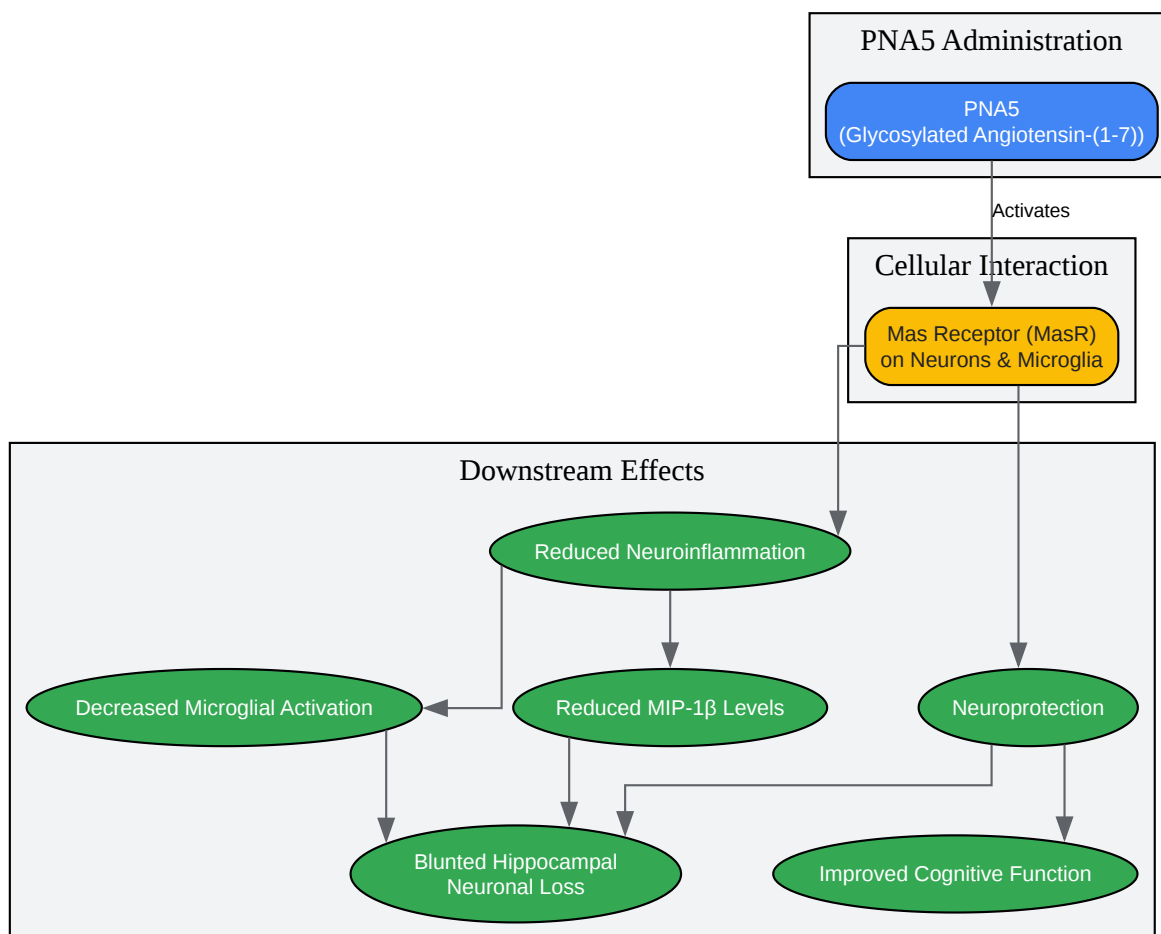 PNA5 Administration
PNA5
(Glycosylated Angiotensin-(1-7))
Activates
Cellular Interaction
Mas Receptor (MasR)
on Neurons & Microglia
Downstream Effects
Reduced Neuroinflammation
Decreased Microglial Activation
Reduced MIP-1β Levels
Neuroprotection
Blunted Hippocampal
Neuronal Loss
Improved Cognitive Function